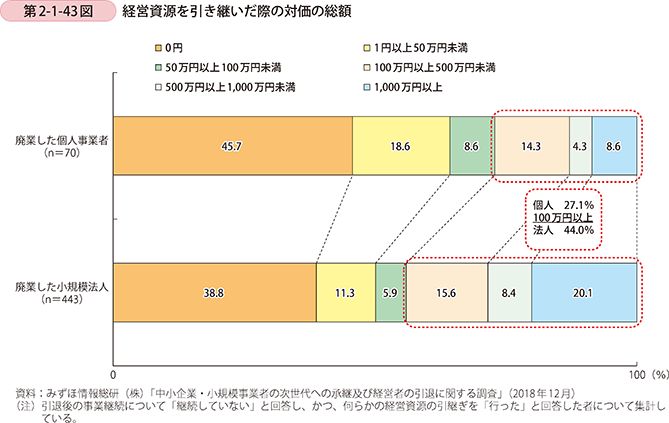 第2-1-43図 経営資源を引き継いだ際の対価の総額
0円 1円以上50万円未満
50万円以上100万円未満 100万円以上500万円未満
500万円以上1,000万円未満 1,000万円以上
廃業した個人事業者
(n=70)
45.7 18.6 8.6 14.3 4.3 8.6
個人 27.1%
100万円以上
法人 44.0%
廃業した小規模法人
(n=443)
38.8 11.3 5.9 15.6 8.4 20.1
0 100 (%)
資料:みずほ情報総研(株)「中小企業・小規模事業者の次世代への承継及び経営者の引退に関する調査」(2018年12月)
(注)引退後の事業継続について「継続していない」と回答し、かつ、何らかの経営資源の引継ぎを「行った」と回答した者について集計し
ている。